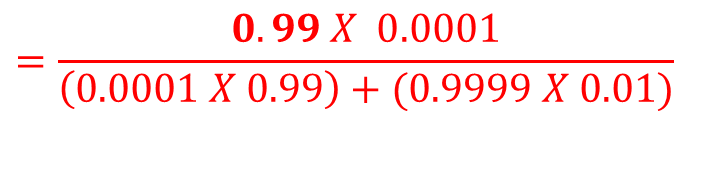 0.99 X 0.0001
=
(0.0001 X 0.99) + (0.9999 X 0.01)